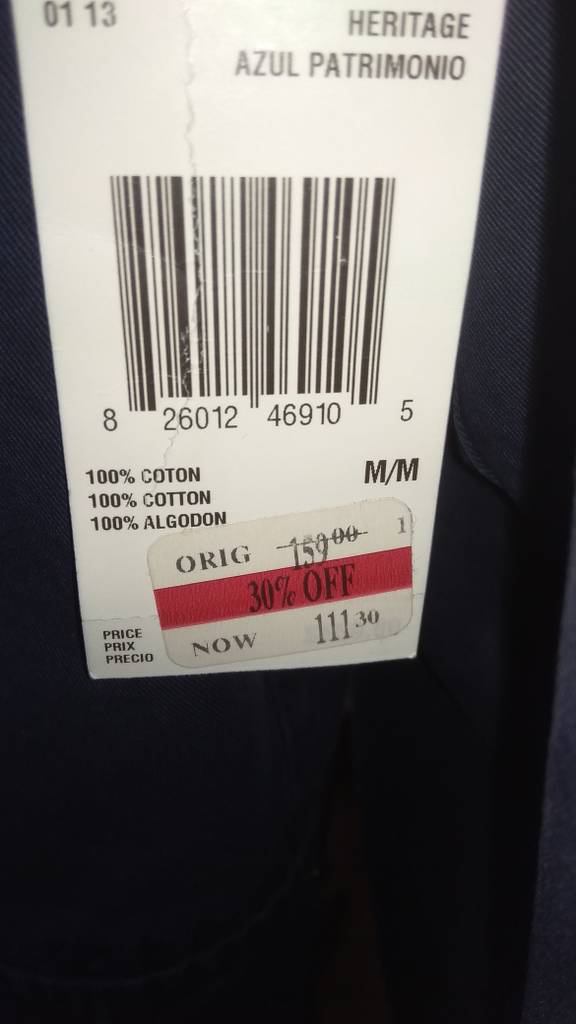 01 13
HERITAGE
AZUL PATRIMONIO
8 26012 46910 5
100% COTON
100% COTTON
100% ALGODON
M/M
ORIG 159.00 1
30% OFF
NOW 111.30
PRICE
PRIX
PRECIO